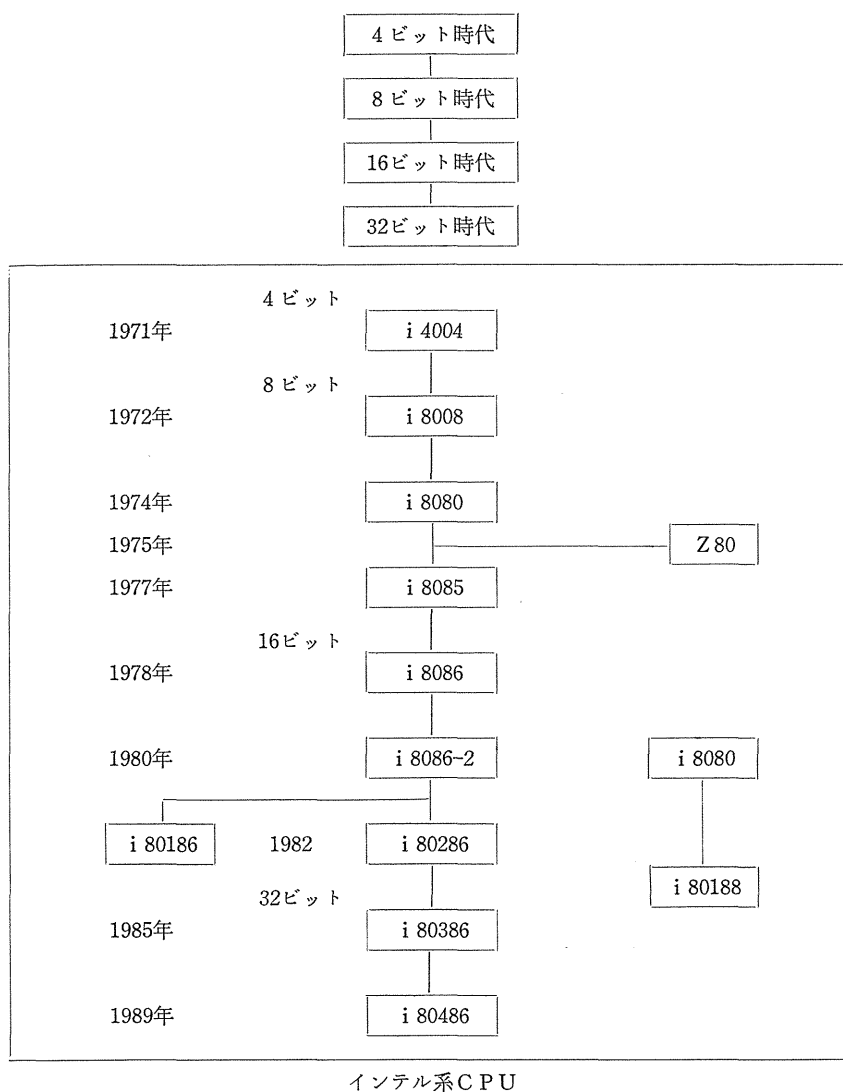 4ビット時代
8ビット時代
16ビット時代
32ビット時代
4ビット
1971年 i 4004
8ビット
1972年 i 8008
1974年 i 8080
1975年 Z 80
1977年 i 8085
16ビット
1978年 i 8086
1980年 i 8086-2 i 8080
i 80186 1982 i 80286
i 80188
32ビット
1985年 i 80386
1989年 i 80486
インテル系CPU